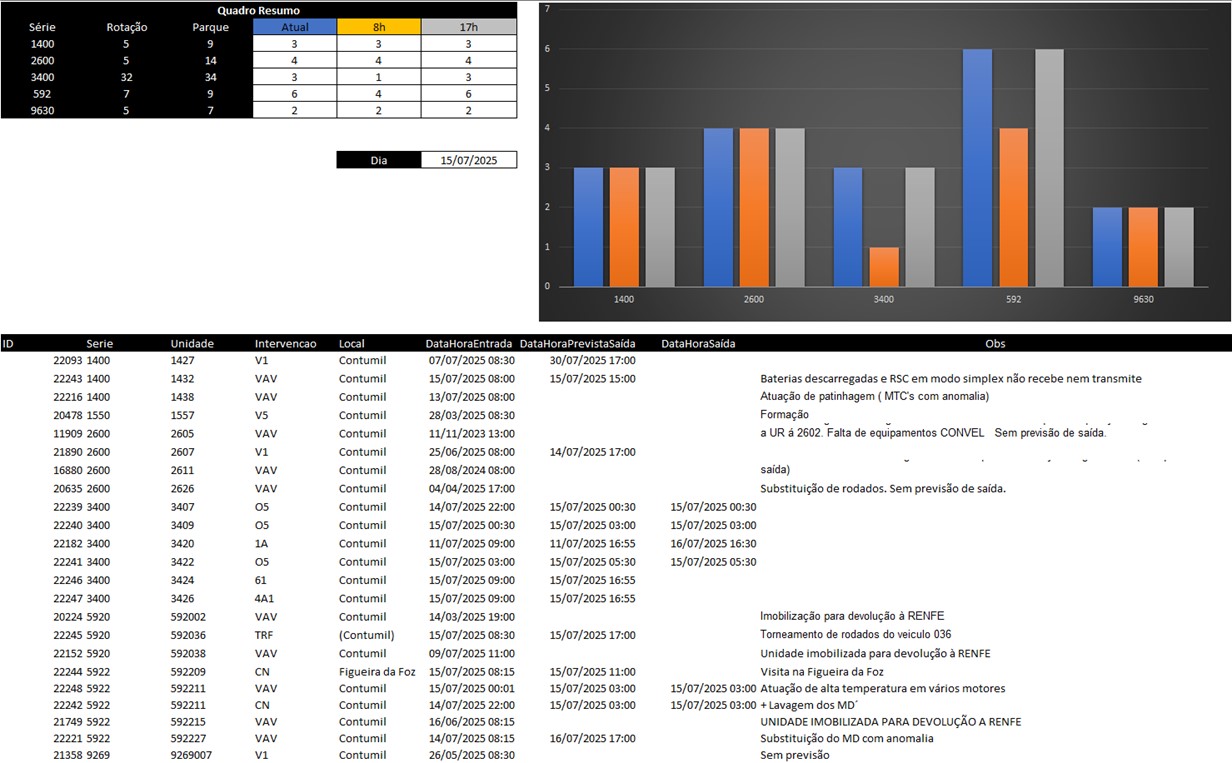 Quadro Resumo
Série Rotação Parque Atual 8h 17h
1400 5 9 3 3 3
2600 5 14 4 4 4
3400 32 34 3 1 3
592 7 9 6 4 6
9630 5 7 2 2 2
Dia 15/07/2025
7
6
5
4
3
2
1
0
1400 2600 3400 592 9630
ID Serie Unidade Intervencao Local DataHoraEntrada DataHoraPrevistaSaída DataHoraSaída Obs
22093 1400 1427 V1 Contumil 07/07/2025 08:30 30/07/2025 17:00
22243 1400 1432 VAV Contumil 15/07/2025 08:00 15/07/2025 15:00 Baterias descarregadas e RSC em modo simplex não recebe nem transmite
22216 1400 1438 VAV Contumil 13/07/2025 08:00 Atuação de patinhagem ( MTC's com anomalia)
20478 1550 1557 V5 Contumil 28/03/2025 08:30 Formação
11909 2600 2605 VAV Contumil 11/11/2023 13:00 a UR á 2602. Falta de equipamentos CONVEL Sem previsão de saída.
21890 2600 2607 V1 Contumil 25/06/2025 08:00 14/07/2025 17:00
16880 2600 2611 VAV Contumil 28/08/2024 08:00 saída)
20635 2600 2626 VAV Contumil 04/04/2025 17:00 Substituição de rodados. Sem previsão de saída.
22239 3400 3407 O5 Contumil 14/07/2025 22:00 15/07/2025 00:30 15/07/2025 00:30
22240 3400 3409 O5 Contumil 15/07/2025 00:30 15/07/2025 03:00 15/07/2025 03:00
22182 3400 3420 1A Contumil 11/07/2025 09:00 11/07/2025 16:55 16/07/2025 16:30
22241 3400 3422 O5 Contumil 15/07/2025 03:00 15/07/2025 05:30 15/07/2025 05:30
22246 3400 3424 61 Contumil 15/07/2025 09:00 15/07/2025 16:55
22247 3400 3426 4A1 Contumil 15/07/2025 09:00 15/07/2025 16:55
20224 5920 592002 VAV Contumil 14/03/2025 19:00 Imobilização para devolução à RENFE
22245 5920 592036 TRF (Contumil) 15/07/2025 08:30 15/07/2025 17:00 Torneamento de rodados do veiculo 036
22152 5920 592038 VAV Contumil 09/07/2025 11:00 Unidade imobilizada para devolução à RENFE
22244 5922 592209 CN Figueira da Foz 15/07/2025 08:15 15/07/2025 11:00 Visita na Figueira da Foz
22248 5922 592211 VAV Contumil 15/07/2025 00:01 15/07/2025 03:00 15/07/2025 03:00 Atuação de alta temperatura em vários motores
22242 5922 592211 CN Contumil 14/07/2025 22:00 15/07/2025 03:00 15/07/2025 03:00 + Lavagem dos MD´
21749 5922 592215 VAV Contumil 16/06/2025 08:15 UNIDADE IMOBILIZADA PARA DEVOLUÇÃO A RENFE
22221 5922 592227 VAV Contumil 14/07/2025 08:15 16/07/2025 17:00 Substituição do MD com anomalia
21358 9269 9269007 V1 Contumil 26/05/2025 08:30 Sem previsão